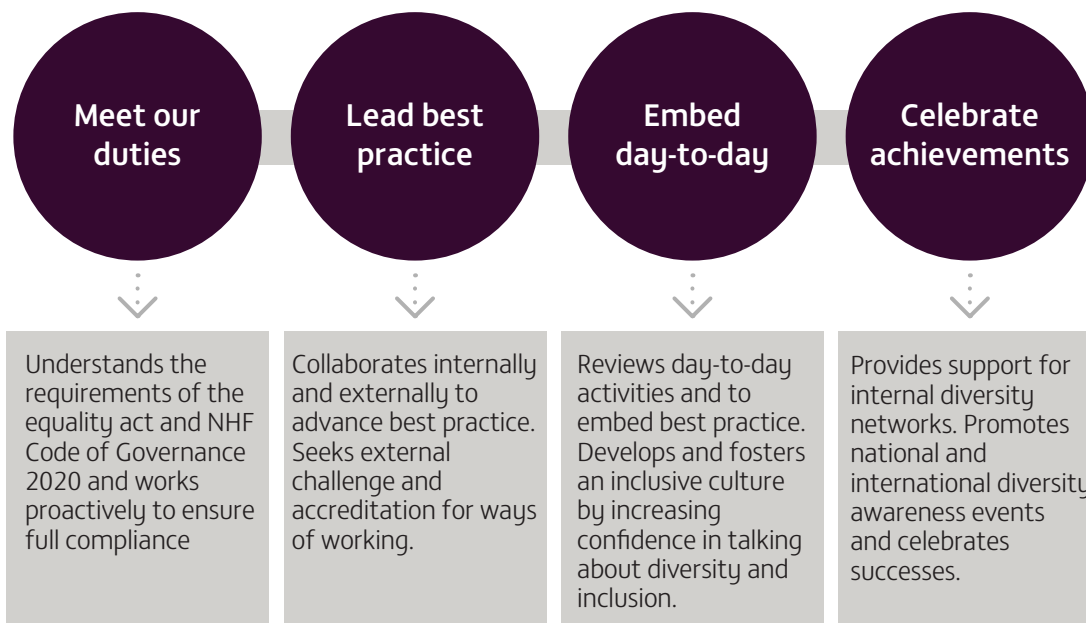 Meet our
duties
Lead best
practice
Embed
day-to-day
Celebrate
achievements
Understands the
requirements of the
equality act and NHF
Code of Governance
2020 and works
proactively to ensure
full compliance
Collaborates internally
and externally to
advance best practice.
Seeks external
challenge and
accreditation for ways
of working.
Reviews day-to-day
activities and to
embed best practice.
Develops and fosters
an inclusive culture
by increasing
confidence in talking
about diversity and
inclusion.
Provides support for
internal diversity
networks. Promotes
national and
international diversity
awareness events
and celebrates
successes.